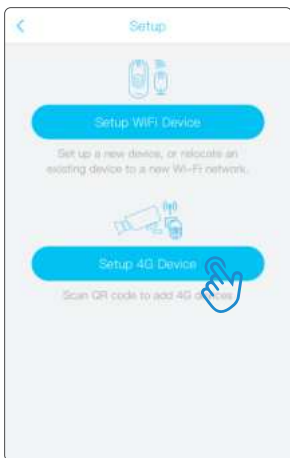 Setup
Setup WiFi Device
Set up a new device, or relocate an
existing device to a new Wi-Fi network.
Setup 4G Device
Scan QR code to add 4G devices